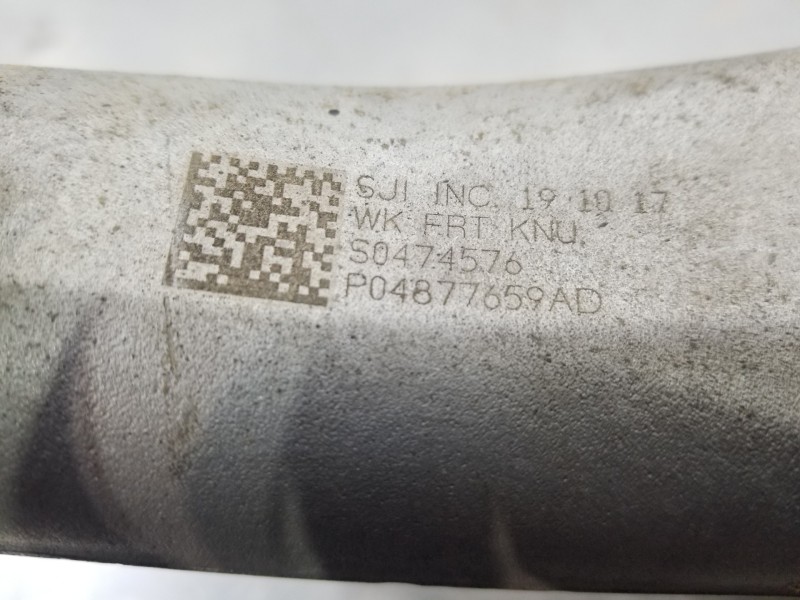 SJI INC. 19 10 17
WK FRT KNU
S0474576
P04877659AD